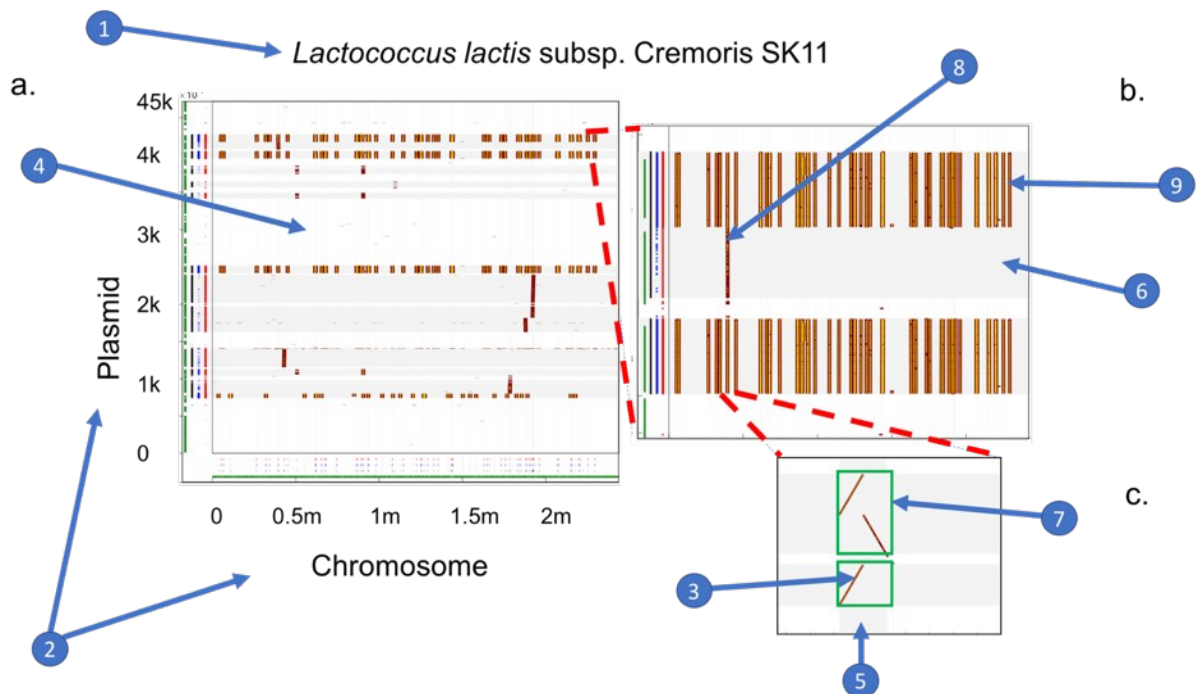 1
Lactococcus lactis subsp. Cremoris SK11
8
a.
b.
45k
4
4k
9
3k
6
Plasmid
2k
1k
0
c.
7
0 0.5m 1m 1.5m 2m
Chromosome
3
2
5